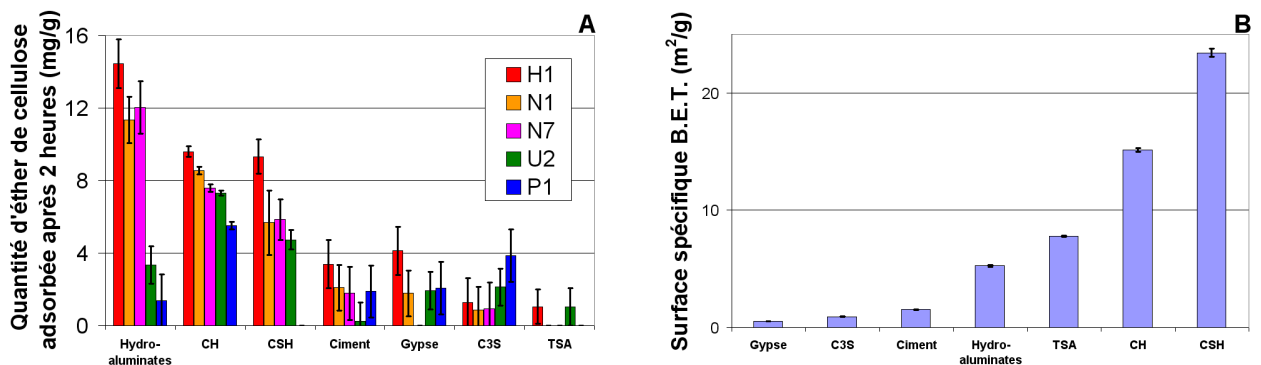 A
Quantité d'éther de cellulose
adsorbée après 2 heures (mg/g)
16
12
8
4
0
H1
N1
N7
U2
P1
Hydro-
aluminates
CH
CSH
Ciment
Gypse
C3S
TSA
B
Surface spécifique B.E.T. (m²/g)
20
10
0
Gypse
C3S
Ciment
Hydro-
aluminates
TSA
CH
CSH